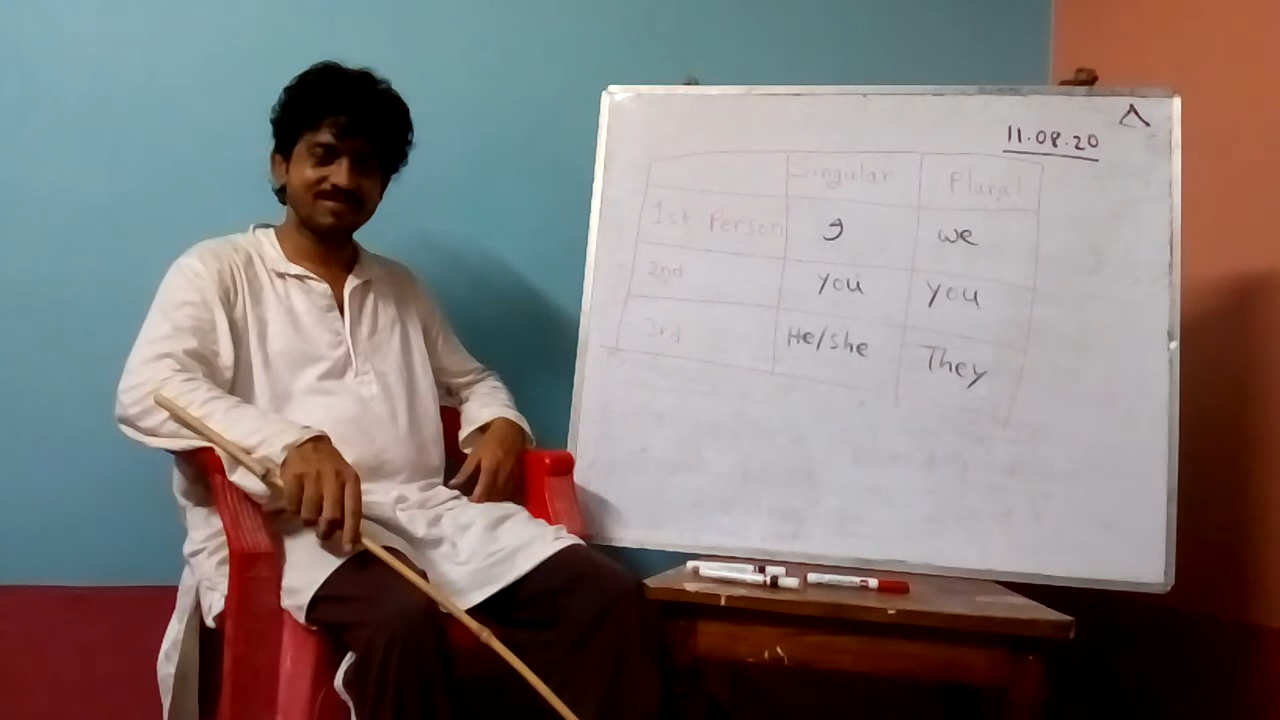 11.08.20
Singular Plural
1st Person I we
2nd you you
3rd He/she They